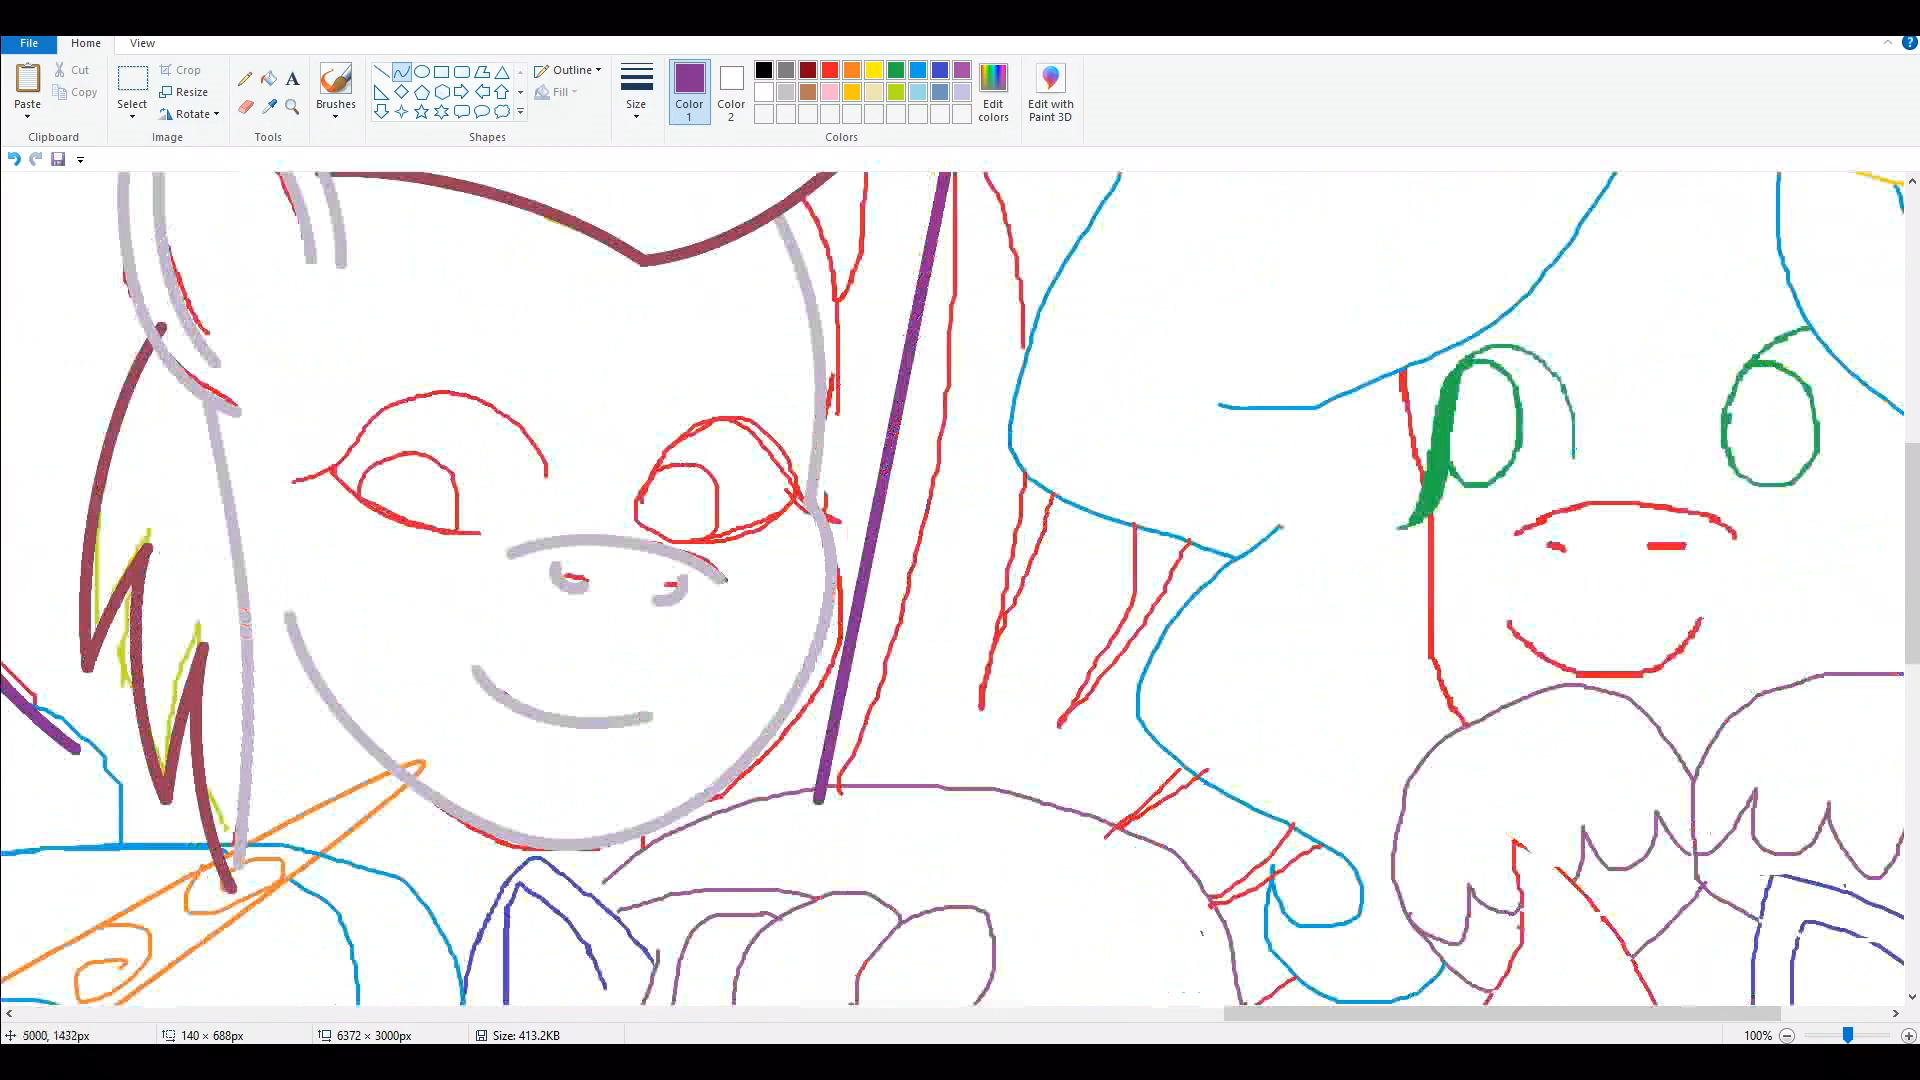 File Home View ?
Cut
Copy
Paste
Clipboard
Select
Crop
Resize
Rotate
Image
A
Tools
Brushes
Outline
Fill
Shapes
Size
Color
1
Color
2
Edit
colors
Colors
Edit with
Paint 3D
5000, 1432px 140 × 688px 6372 × 3000px Size: 413.2KB 100%